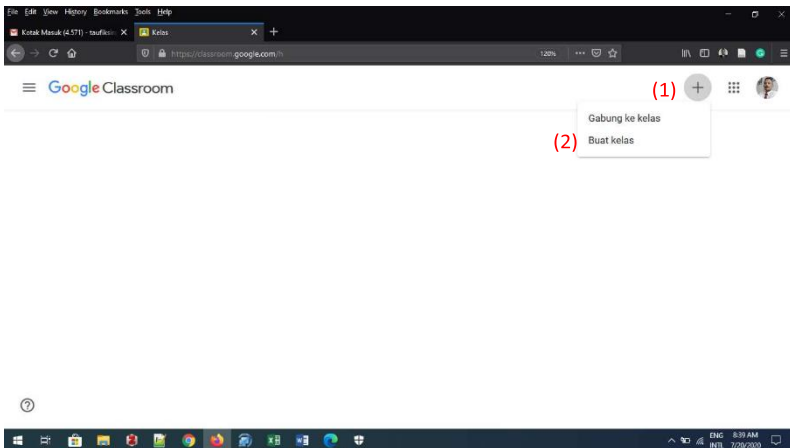 File Edit View History Bookmarks Tools Help
Kotak Masuk (4.571) - taufiksin
Kelas
https://classroom.google.com/h
120%
Google Classroom
(1)
Gabung ke kelas
(2) Buat kelas
ENG 8:39 AM
INTL 7/20/2020